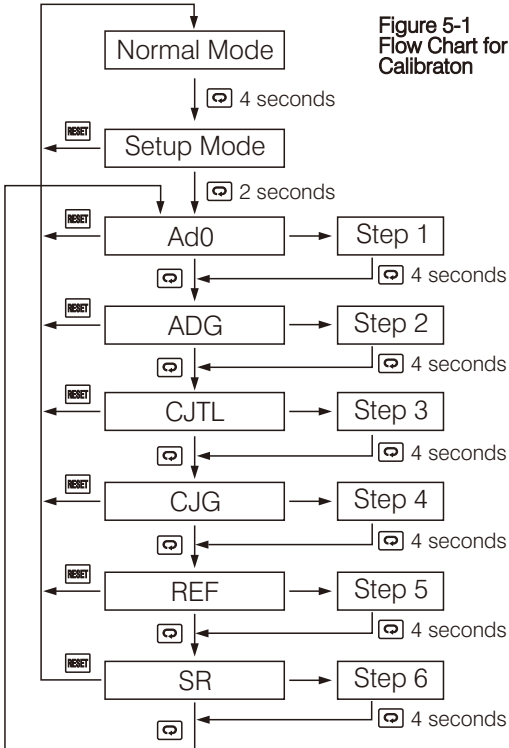 Figure 5-1
Flow Chart for
Calibraton
Normal Mode
4 seconds
RESET
Setup Mode
2 seconds
RESET
Ad0
Step 1
4 seconds
RESET
ADG
Step 2
4 seconds
RESET
CJTL
Step 3
4 seconds
RESET
CJG
Step 4
4 seconds
RESET
REF
Step 5
4 seconds
RESET
SR
Step 6
4 seconds